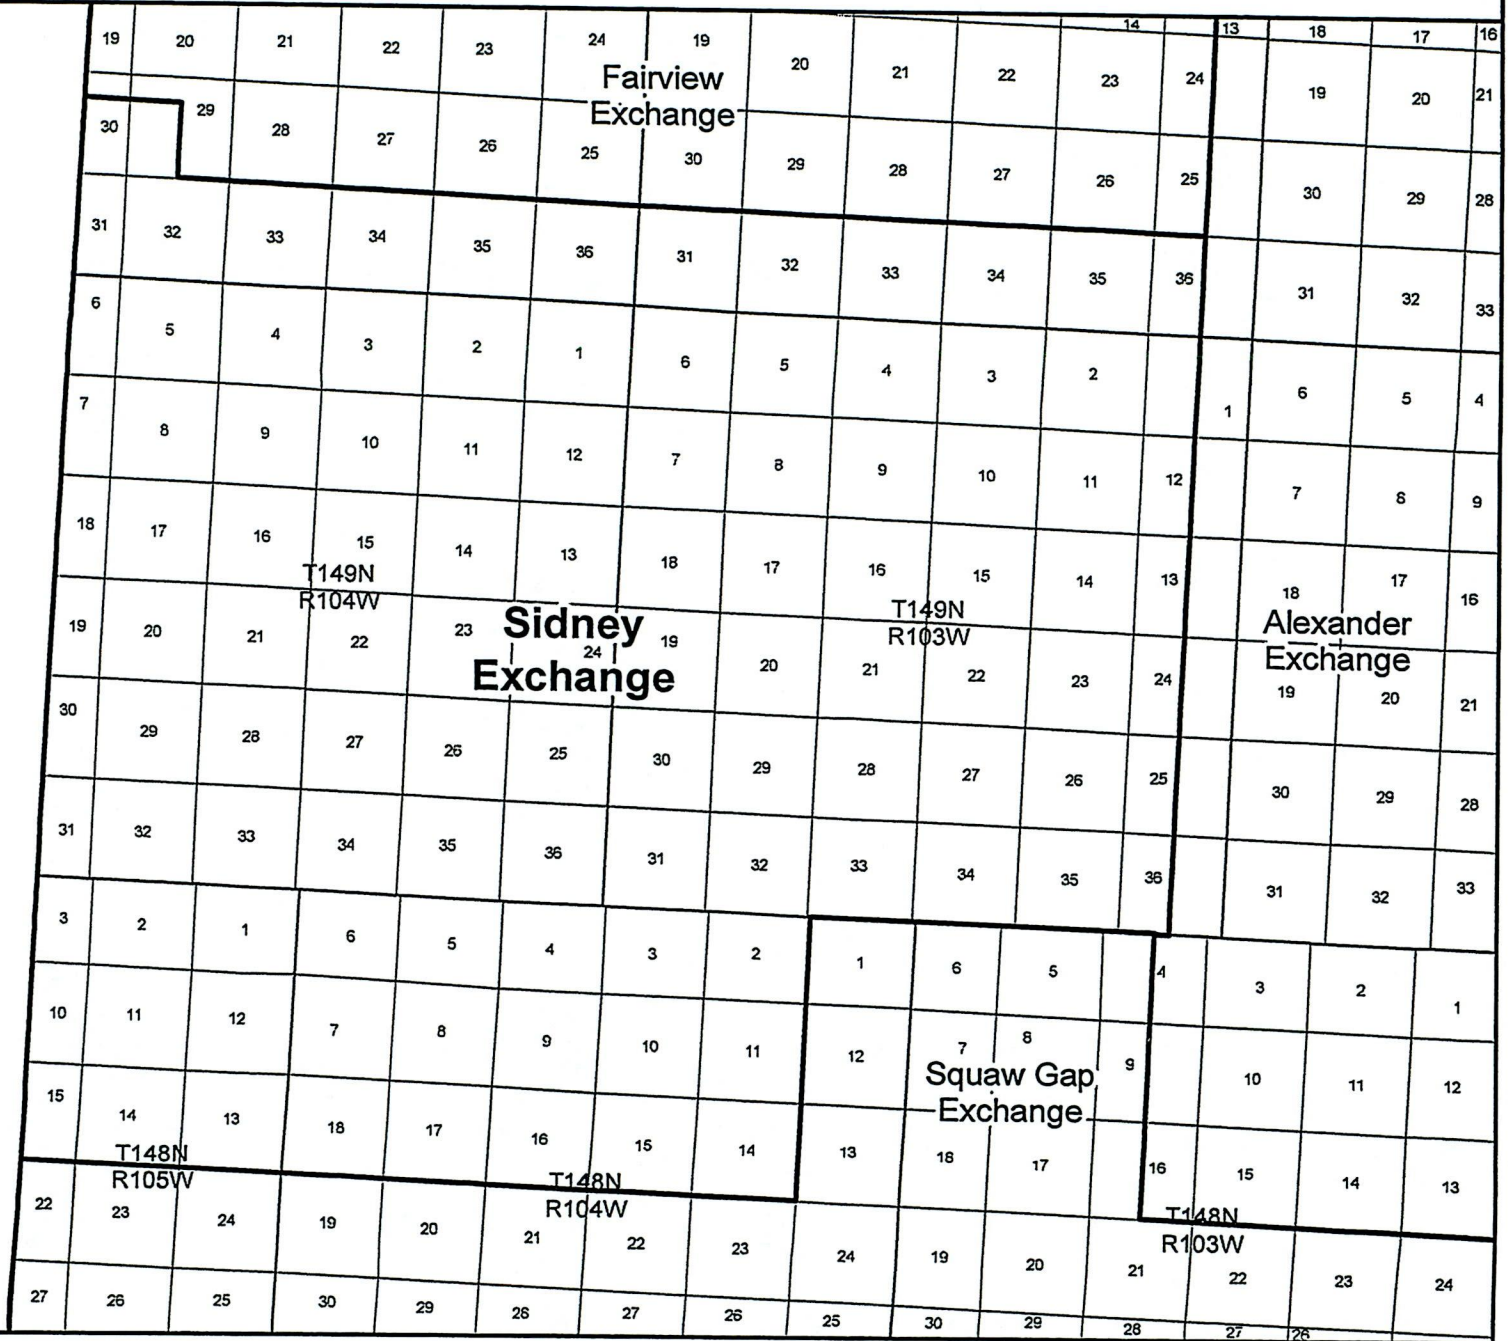 14 13 18 17 16
19 20 21 22 23 24 19 20 21 22 23 24 19 20 21
Fairview
Exchange
30 29 28 27 26 25 30 29 28 27 26 25 30 29 28
31 32 33 34 35 36 31 32 33 34 35 36 31 32 33
6 5 4 3 2 1 6 5 4 3 2 1 6 5 4
7 8 9 10 11 12 7 8 9 10 11 12 7 8 9
18 17 16 15 14 13 18 17 16 15 14 13 18 17 16
T149N
R104W
T149N
R103W
Sidney
Exchange
Alexander
Exchange
19 20 21 22 23 24 19 20 21 22 23 24 19 20 21
30 29 28 27 26 25 30 29 28 27 26 25 30 29 28
31 32 33 34 35 36 31 32 33 34 35 36 31 32 33
3 2 1 6 5 4 3 2 1 6 5 4 3 2 1
10 11 12 7 8 9 10 11 12 7 8 9 10 11 12
Squaw Gap
Exchange
15 14 13 18 17 16 15 14 13 18 17 16 15 14 13
T148N
R105W
T148N
R104W
T148N
R103W
22 23 24 19 20 21 22 23 24 19 20 21 22 23 24
27 26 25 30 29 28 27 26 25 30 29 28 27 26